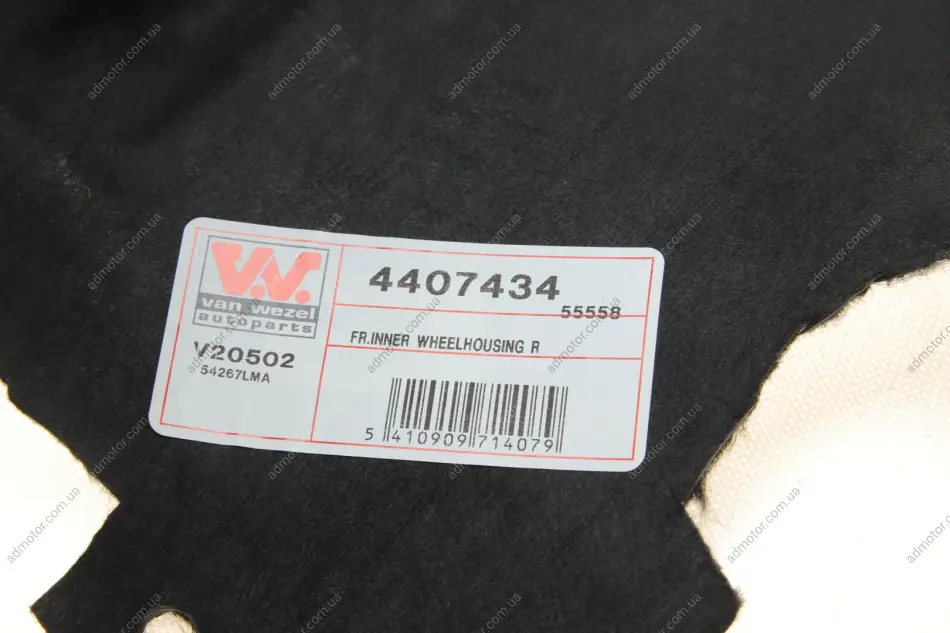 V.W.
van wezel
autoparts
4407434
55558
FR.INNER WHEELHOUSING R
V20502
54267LMA
5 410909 714079
admotor.com.ua